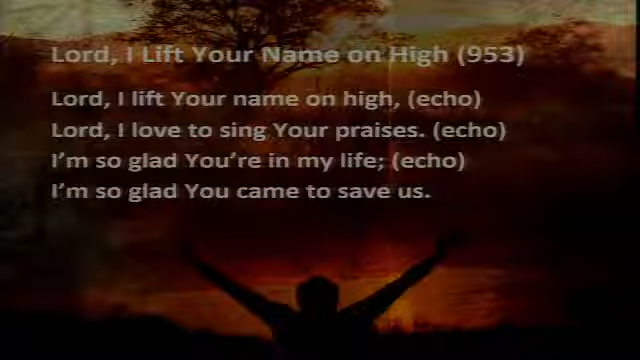 Lord, I Lift Your Name on High (953)
Lord, I lift Your name on high, (echo)
Lord, I love to sing Your praises. (echo)
I'm so glad You're in my life; (echo)
I'm so glad You came to save us.